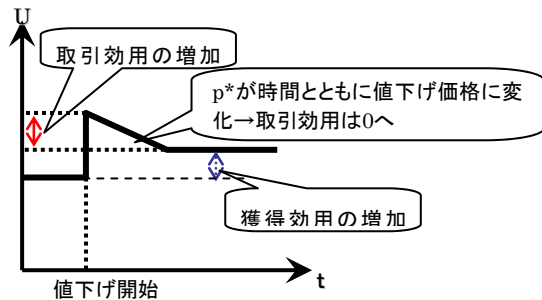 U
取引効用の増加
p*が時間とともに値下げ価格に変
化→取引効用は0へ
獲得効用の増加
t
値下げ開始